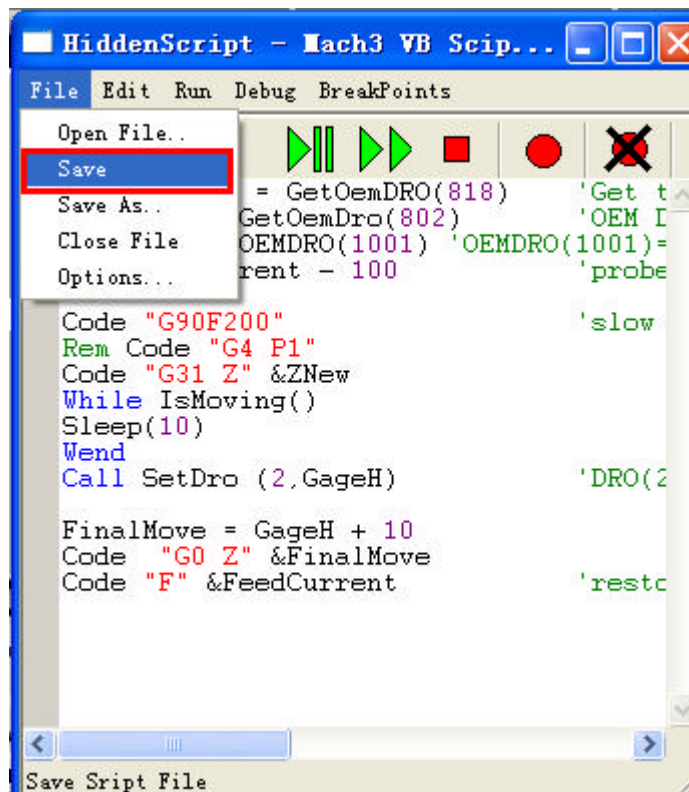 HiddenScript - Mach3 VB Scip...
File Edit Run Debug BreakPoints
Open File..
Save
Save As..
Close File
Options...
= GetOemDRO(818) 'Get t
GetOemDro(802) 'OEM D
OEMDRO(1001) 'OEMDRO(1001)=
rent - 100 'probe
Code "G90F200" 'slow
Rem Code "G4 P1"
Code "G31 Z" &ZNew
While IsMoving()
Sleep(10)
Wend
Call SetDro (2,GageH) 'DRO(2
FinalMove = GageH + 10
Code "G0 Z" &FinalMove
Code "F" &FeedCurrent 'resto
Save Sript File